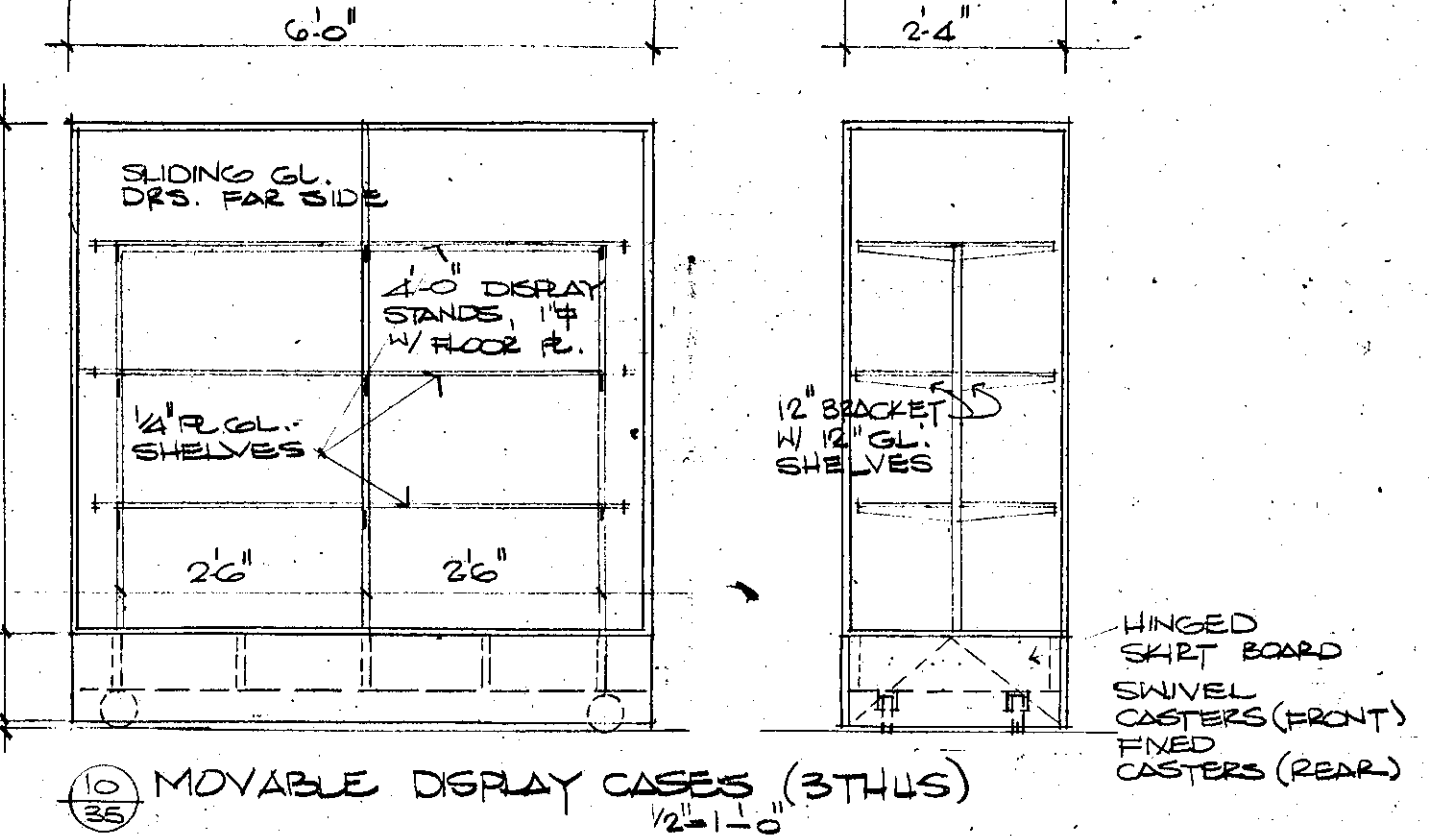 6'-0"
2'-4"
SLIDING GL.
DRS. FAR SIDE
4'-0" DISPLAY
STANDS, 1"⌀
W/ FLOOR PL.
1/4" PL. GL.
SHELVES
12" BRACKET
W/ 12" GL.
SHELVES
2'6"
2'6"
HINGED
SKIRT BOARD
SWIVEL
CASTERS (FRONT)
FIXED
CASTERS (REAR)
10
35
MOVABLE DISPLAY CASES (3 THUS)
1/2"=1'-0"